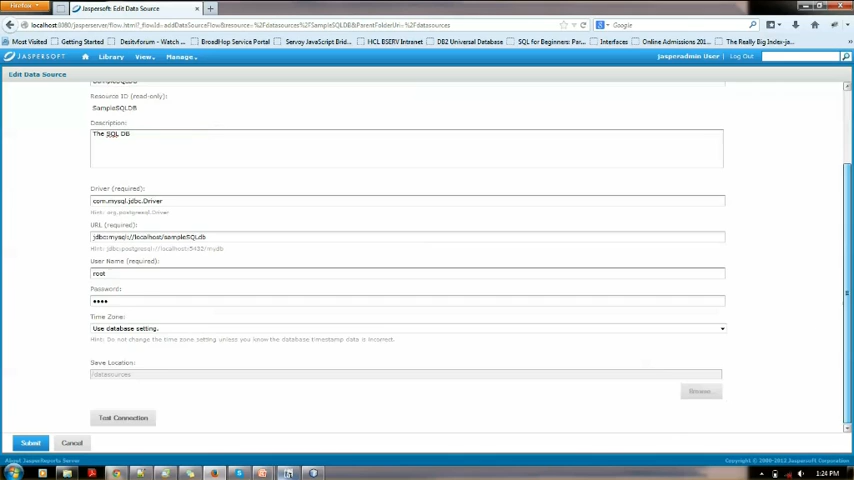 Firefox
Jaspersoft: Edit Data Source
localhost:8080/jasperserver/flow.html?_flowId=addDataSourceFlow&resource=%2Fdatasources%2FSampleSQLDB&ParentFolderUri=%2Fdatasources
Google
Most Visited
Getting Started
Desitvforum - Watch ...
BroadHop Service Portal
Servoy JavaScript Bridg...
HCL BSERV Intranet
DB2 Universal Database
SQL for Beginners: Par...
Interfaces
Online Admissions 201...
The Really Big Index-ja...
JASPERSOFT
Library
View
Manage
jasperadmin User
Log Out
Edit Data Source
Resource ID (read-only):
SampleSQLDB
Description:
The SQL DB
Driver (required):
com.mysql.jdbc.Driver
Hint: org.postgresql.Driver
URL (required):
jdbc:mysql://localhost/sampleSQLdb
Hint: jdbc:postgresql://localhost:5432/mydb
User Name (required):
root
Password:
••••
Time Zone:
Use database setting.
Hint: Do not change the time zone setting unless you know the database timestamp data is incorrect.
Save Location:
/datasources
Browse...
Test Connection
Submit
Cancel
About JasperReports Server
Copyright © 2000-2012 Jaspersoft Corporation
1:24 PM